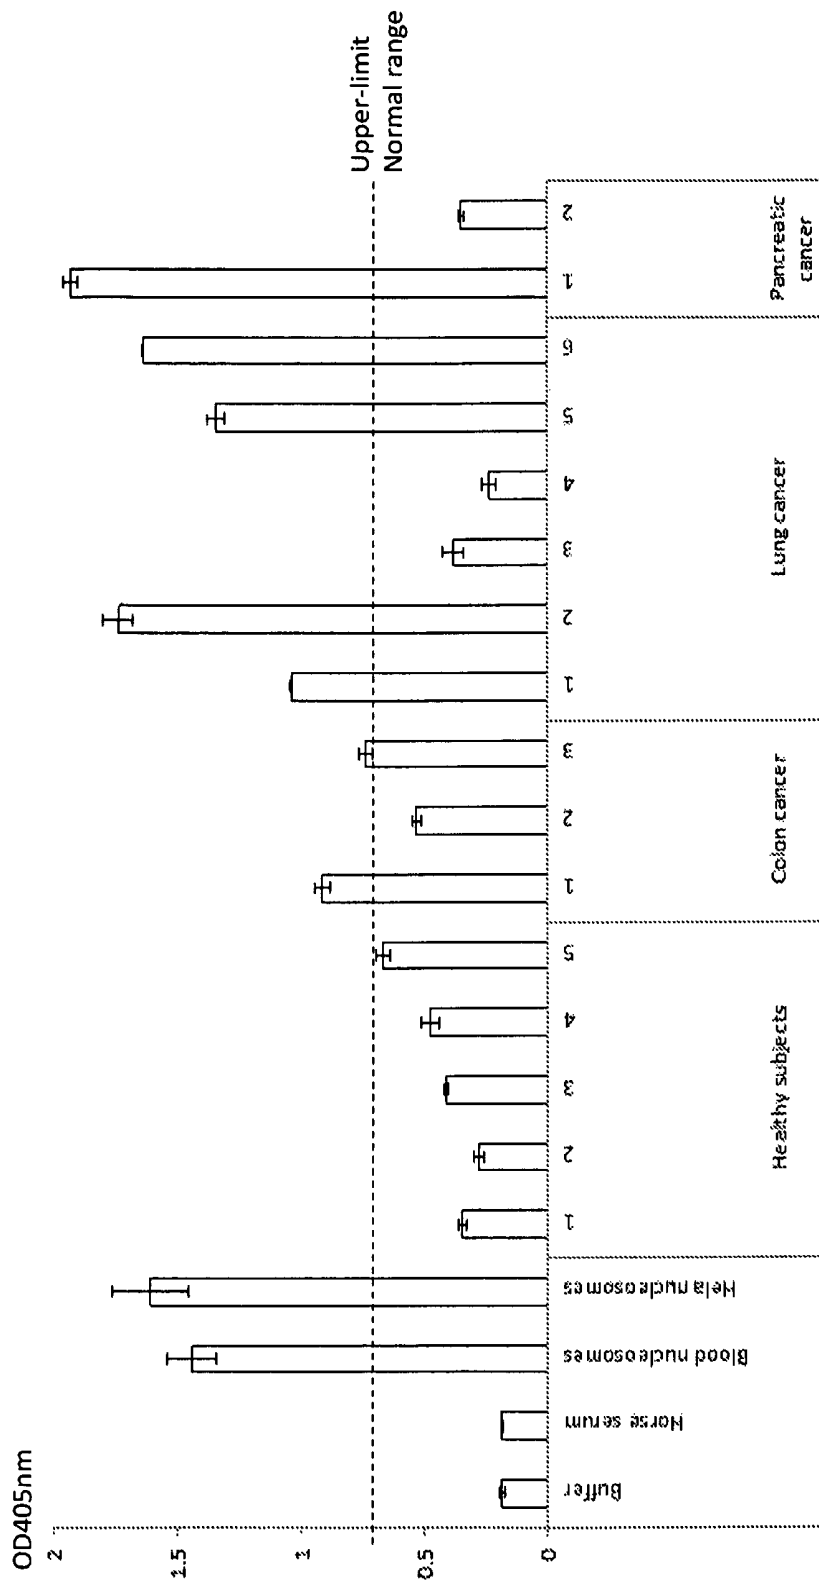 OD405nm
2
1.5
1
0.5
0
Upper-limit
Normal range
Buffer
Horse serum
Blood nucleosomes
Hela nucleosomes
1
2
3
4
5
1
2
3
1
2
3
4
5
6
1
2
Healthy subjects
Colon cancer
Lung cancer
Pancreatic
cancer